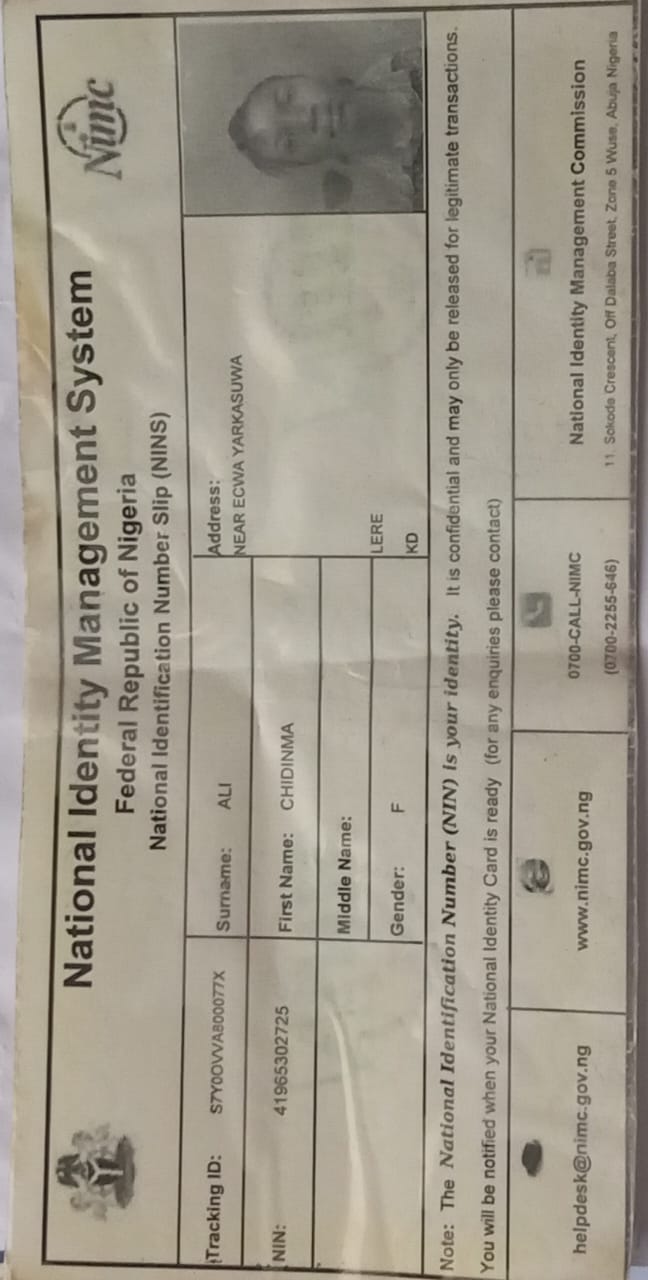 National Identity Management System
Federal Republic of Nigeria
National Identification Number Slip (NINS)
Nimc
Tracking ID: S7Y0OVVA800077X
Surname: ALI
Address:
NEAR ECWA YARKASUWA
NIN: 41965302725
First Name: CHIDINMA
Middle Name:
LERE
Gender: F
KD
Note: The National Identification Number (NIN) is your identity. It is confidential and may only be released for legitimate transactions.
You will be notified when your National Identity Card is ready (for any enquiries please contact)
helpdesk@nimc.gov.ng
www.nimc.gov.ng
0700-CALL-NIMC
(0700-2255-646)
National Identity Management Commission
11, Sokode Crescent, Off Dalaba Street, Zone 5 Wuse, Abuja Nigeria